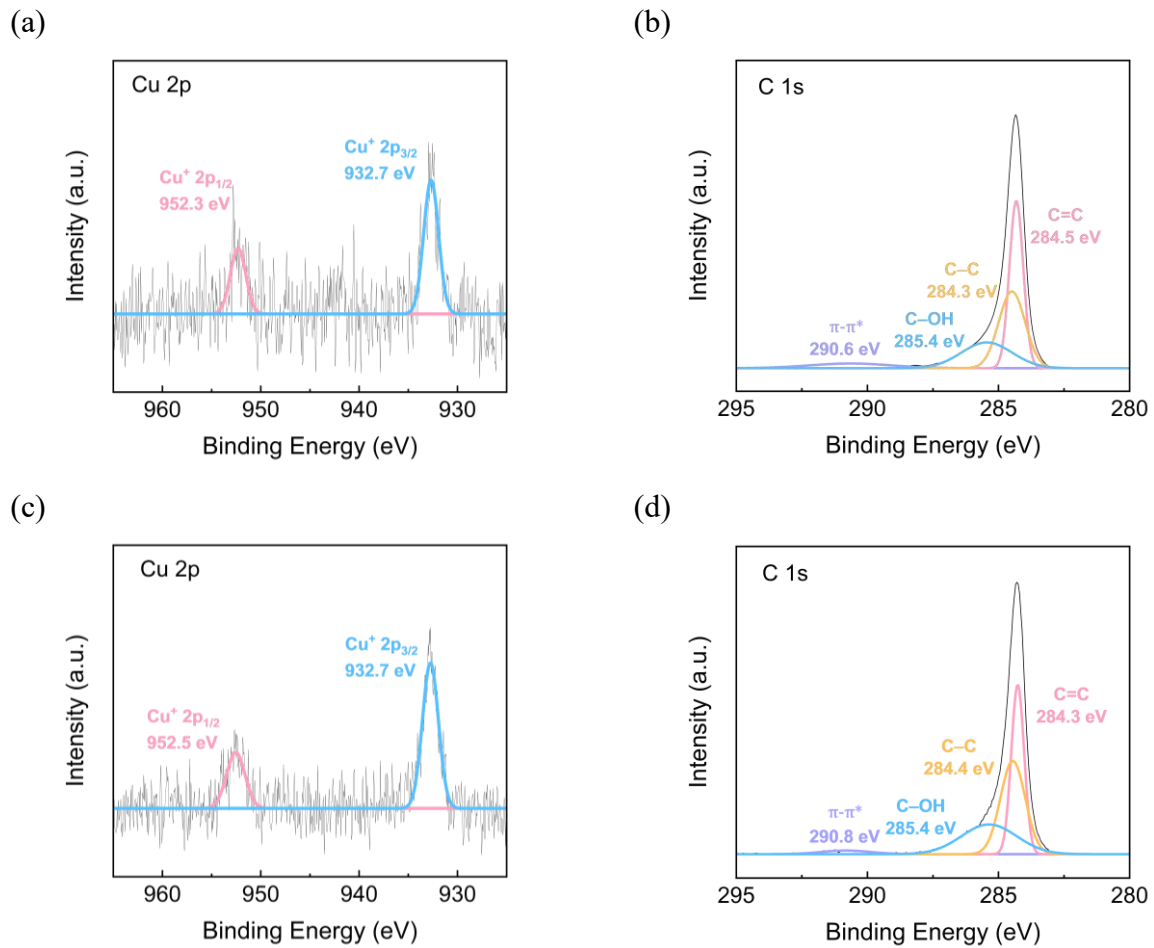 (a)
Cu 2p
Cu⁺ 2p₃/₂
932.7 eV
Cu⁺ 2p₁/₂
952.3 eV
Intensity (a.u.)
960 950 940 930
Binding Energy (eV)
(b)
C 1s
C=C
284.5 eV
C–C
284.3 eV
C–OH
285.4 eV
π-π*
290.6 eV
Intensity (a.u.)
295 290 285 280
Binding Energy (eV)
(c)
Cu 2p
Cu⁺ 2p₃/₂
932.7 eV
Cu⁺ 2p₁/₂
952.5 eV
Intensity (a.u.)
960 950 940 930
Binding Energy (eV)
(d)
C 1s
C=C
284.3 eV
C–C
284.4 eV
C–OH
285.4 eV
π-π*
290.8 eV
Intensity (a.u.)
295 290 285 280
Binding Energy (eV)